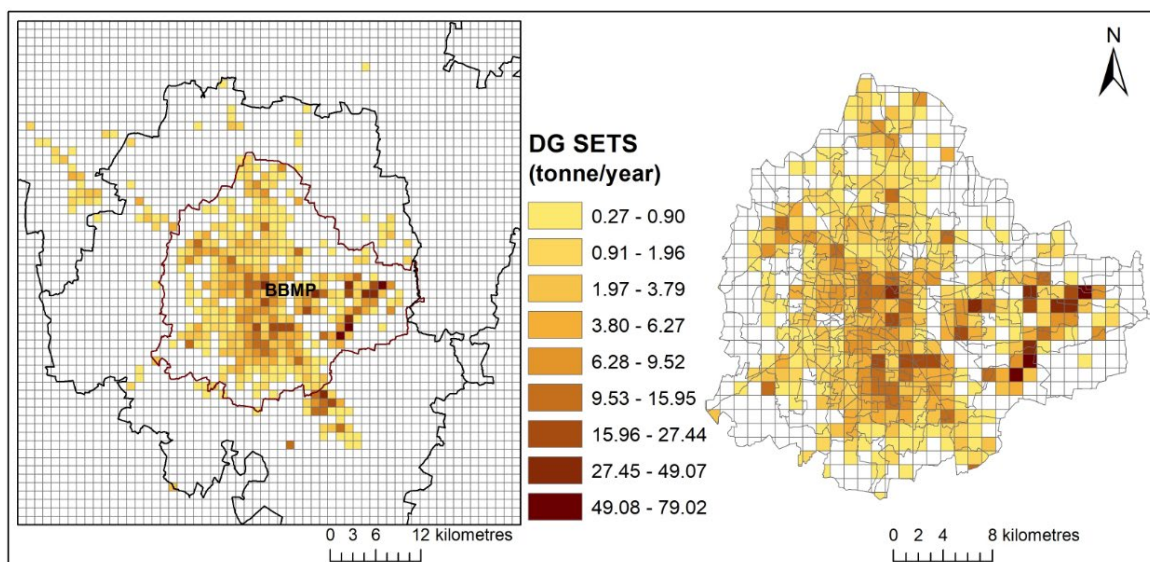 N
BBMP
DG SETS
(tonne/year)
0.27 - 0.90
0.91 - 1.96
1.97 - 3.79
3.80 - 6.27
6.28 - 9.52
9.53 - 15.95
15.96 - 27.44
27.45 - 49.07
49.08 - 79.02
0 3 6 12 kilometres
0 2 4 8 kilometres